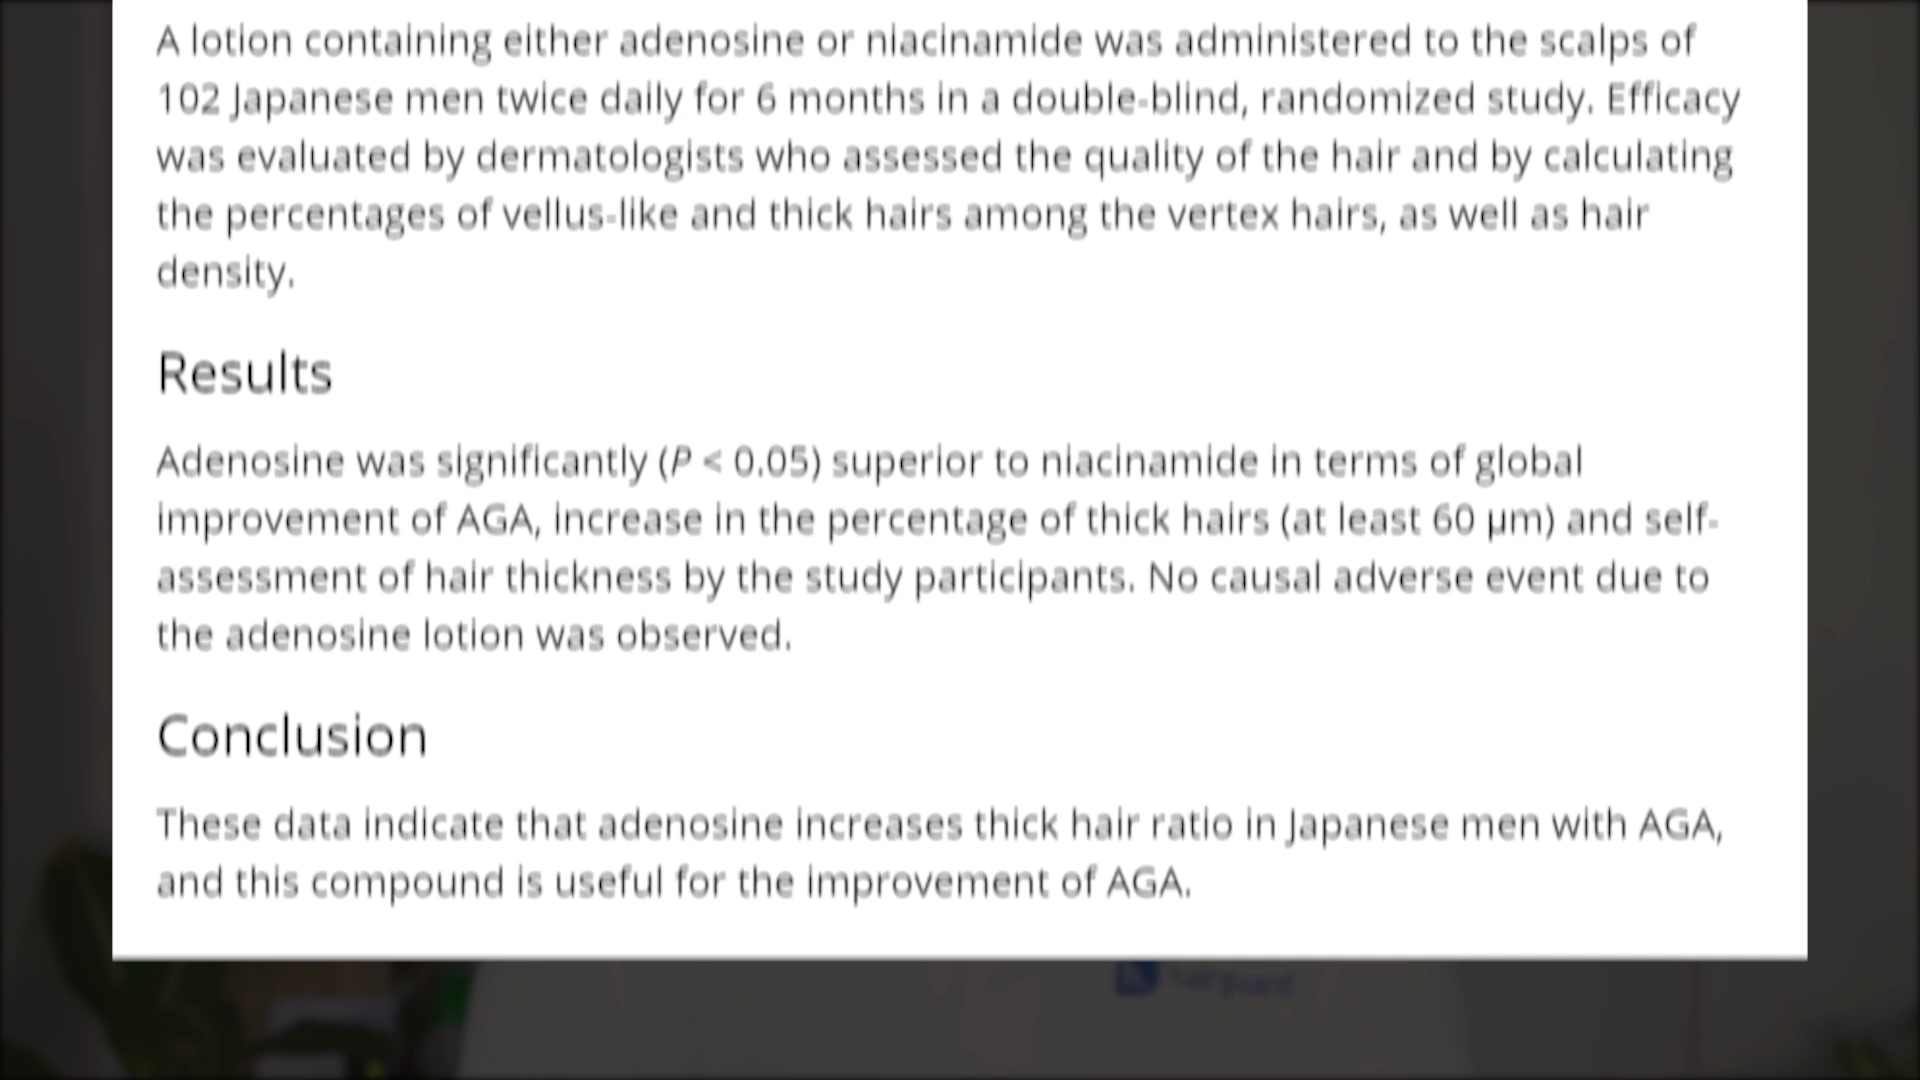 A lotion containing either adenosine or niacinamide was administered to the scalps of
102 Japanese men twice daily for 6 months in a double-blind, randomized study. Efficacy
was evaluated by dermatologists who assessed the quality of the hair and by calculating
the percentages of vellus-like and thick hairs among the vertex hairs, as well as hair
density.
Results
Adenosine was significantly (P < 0.05) superior to niacinamide in terms of global
improvement of AGA, increase in the percentage of thick hairs (at least 60 μm) and self-
assessment of hair thickness by the study participants. No causal adverse event due to
the adenosine lotion was observed.
Conclusion
These data indicate that adenosine increases thick hair ratio in Japanese men with AGA,
and this compound is useful for the improvement of AGA.
hairguard